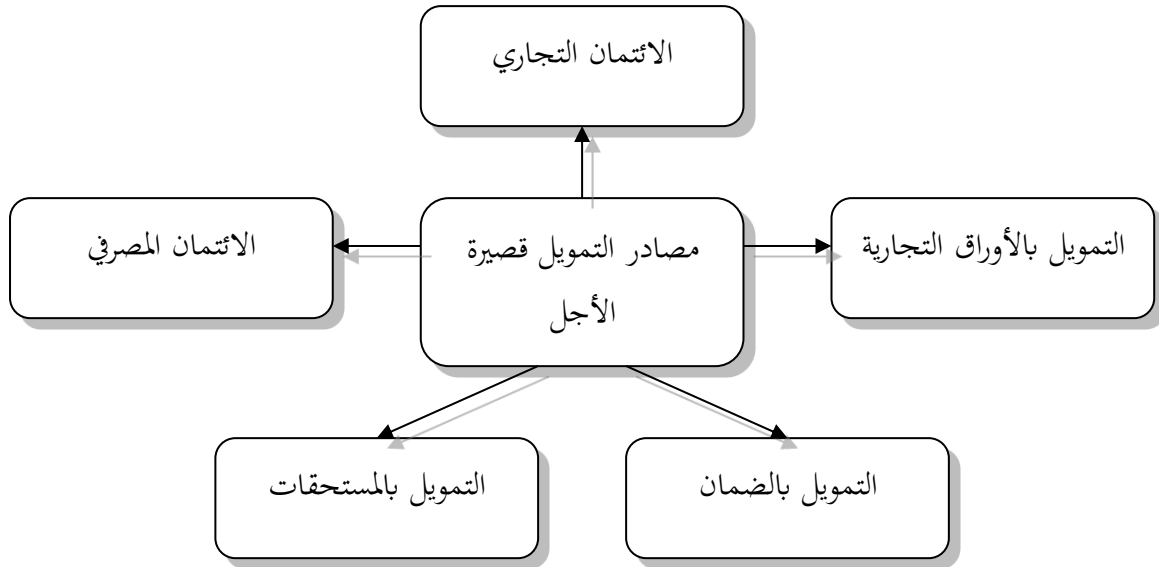 الائتمان التجاري
التمويل بالأوراق التجارية
مصادر التمويل قصيرة
الأجل
الائتمان المصرفي
التمويل بالضمان
التمويل بالمستحقات